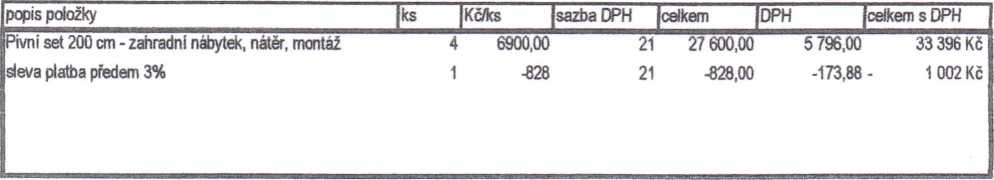 popis položky ks Kč/ks sazba DPH celkem DPH celkem s DPH
Pivní set 200 cm - zahradní nábytek, nátěr, montáž 4 6900,00 21 27 600,00 5 796,00 33 396 Kč
sleva platba předem 3% 1 -828 21 -828,00 -173,88 - 1 002 Kč